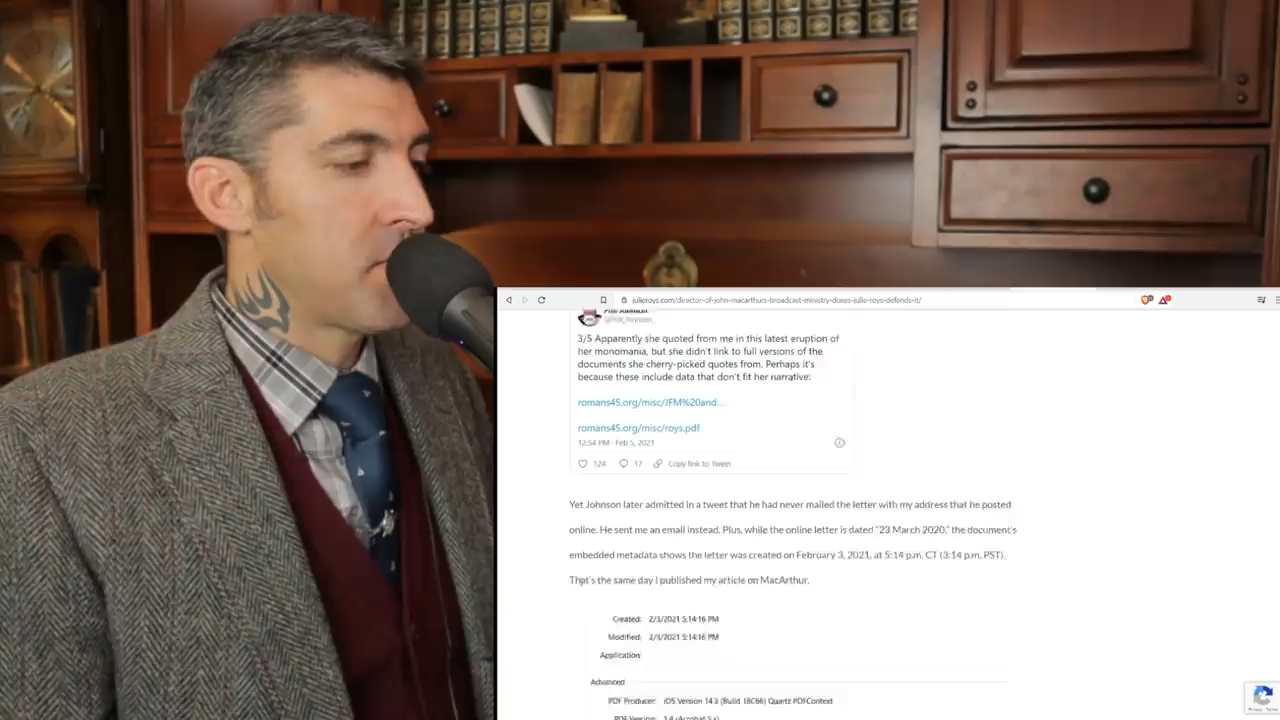 julieroys.com/director-of-john-macarthurs-broadcast-ministry-doxes-julie-roys-defends-it/
3/5 Apparently she quoted from me in this latest eruption of
her monomania, but she didn't link to full versions of the
documents she cherry-picked quotes from. Perhaps it's
because these include data that don't fit her narrative:
romans45.org/misc/JFM%20and...
romans45.org/misc/roys.pdf
12:54 PM · Feb 5, 2021
124 17 Copy link to Tweet
Yet Johnson later admitted in a tweet that he had never mailed the letter with my address that he posted
online. He sent me an email instead. Plus, while the online letter is dated "23 March 2020," the document's
embedded metadata shows the letter was created on February 3, 2021, at 5:14 p.m. CT (3:14 p.m. PST).
That's the same day I published my article on MacArthur.
Created: 2/3/2021 5:14:16 PM
Modified: 2/3/2021 5:14:16 PM
Application:
Advanced
PDF Producer: (Build 18C66) Quartz PDFContext
PDF Version:
Privacy - Terms